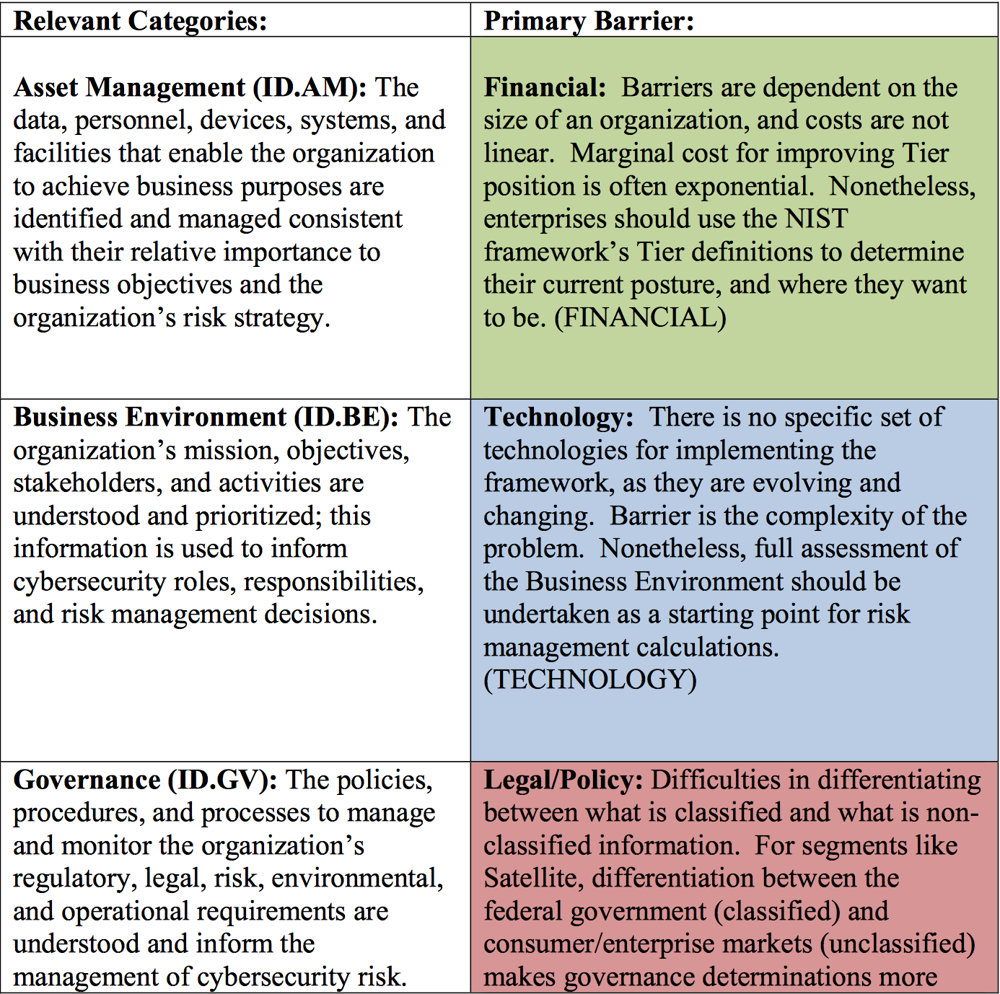 Relevant Categories:
Primary Barrier:
Asset Management (ID.AM): The
data, personnel, devices, systems, and
facilities that enable the organization
to achieve business purposes are
identified and managed consistent
with their relative importance to
business objectives and the
organization’s risk strategy.
Financial:  Barriers are dependent on the
size of an organization, and costs are not
linear.  Marginal cost for improving Tier
position is often exponential.  Nonetheless,
enterprises should use the NIST
framework’s Tier definitions to determine
their current posture, and where they want
to be. (FINANCIAL)
Business Environment (ID.BE): The
organization’s mission, objectives,
stakeholders, and activities are
understood and prioritized; this
information is used to inform
cybersecurity roles, responsibilities,
and risk management decisions.
Technology:  There is no specific set of
technologies for implementing the
framework, as they are evolving and
changing.  Barrier is the complexity of the
problem.  Nonetheless, full assessment of
the Business Environment should be
undertaken as a starting point for risk
management calculations.
(TECHNOLOGY)
Governance (ID.GV): The policies,
procedures, and processes to manage
and monitor the organization’s
regulatory, legal, risk, environmental,
and operational requirements are
understood and inform the
management of cybersecurity risk.
Legal/Policy: Difficulties in differentiating
between what is classified and what is non-
classified information.  For segments like
Satellite, differentiation between the
federal government (classified) and
consumer/enterprise markets (unclassified)
makes governance determinations more